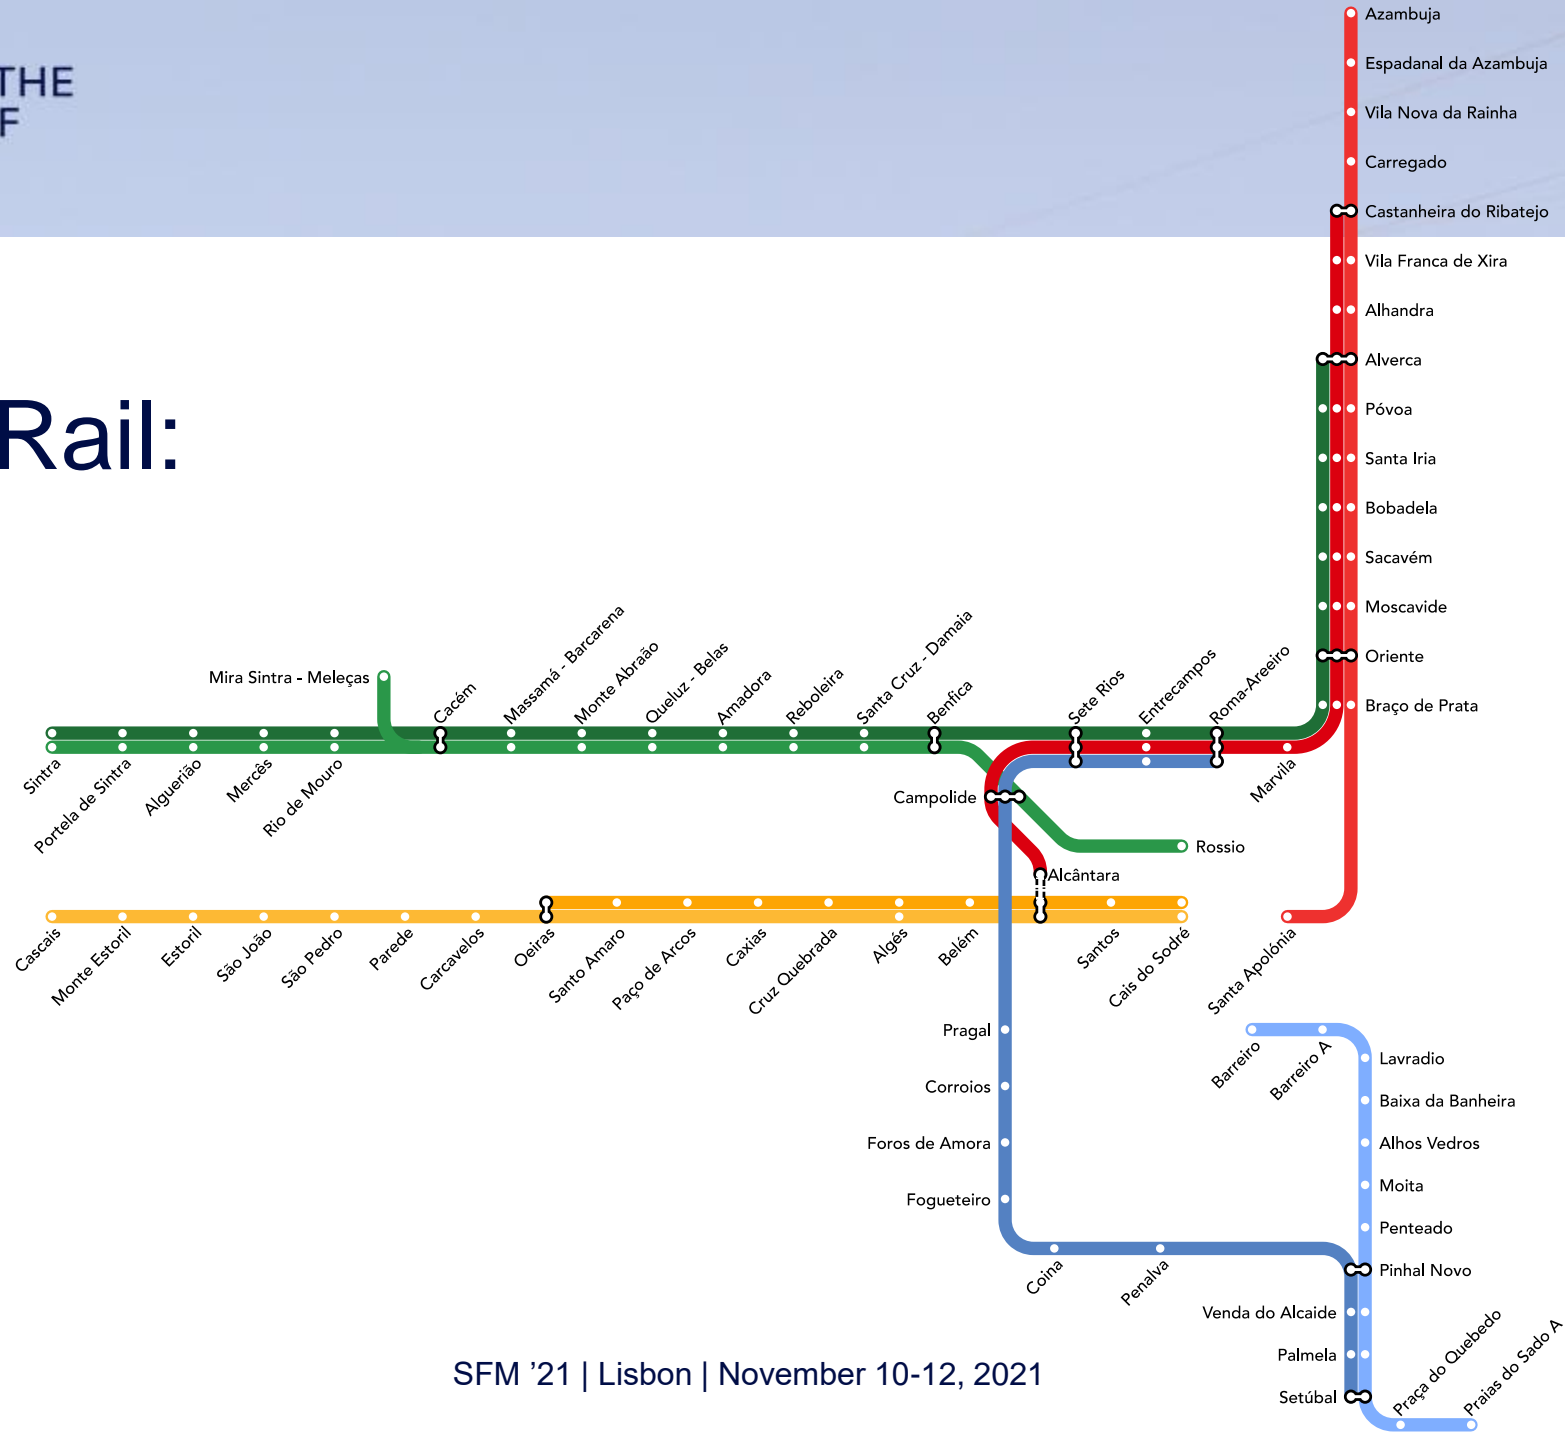 THE
F
Rail:
Azambuja
Espadanal da Azambuja
Vila Nova da Rainha
Carregado
Castanheira do Ribatejo
Vila Franca de Xira
Alhandra
Alverca
Póvoa
Santa Iria
Bobadela
Sacavém
Moscavide
Oriente
Braço de Prata
Mira Sintra - Meleças
Cacém
Massamá - Barcarena
Monte Abraão
Queluz - Belas
Amadora
Reboleira
Santa Cruz - Damaia
Benfica
Sete Rios
Entrecampos
Roma-Areeiro
Sintra
Portela de Sintra
Alguerião
Mercês
Rio de Mouro
Marvila
Campolide
Rossio
Alcântara
Cascais
Monte Estoril
Estoril
São João
São Pedro
Parede
Carcavelos
Oeiras
Santo Amaro
Paço de Arcos
Caxias
Cruz Quebrada
Algés
Belém
Santos
Cais do Sodré
Santa Apolónia
Pragal
Corroios
Foros de Amora
Fogueteiro
Coina
Penalva
Barreiro
Barreiro A
Lavradio
Baixa da Banheira
Alhos Vedros
Moita
Penteado
Pinhal Novo
Venda do Alcaide
Palmela
Setúbal
Praça do Quebedo
Praias do Sado A
SFM ’21 | Lisbon | November 10-12, 2021